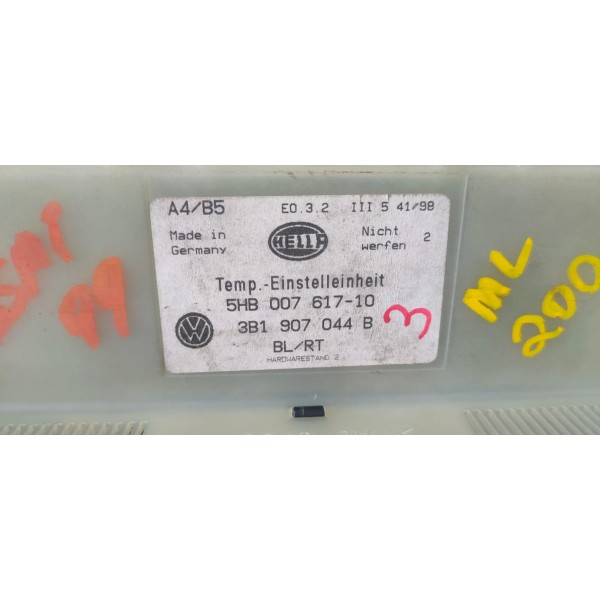 A4/B5 E0.3.2 III 5 41/98
Made in Germany
HELLA
Nicht werfen 2
Temp.-Einstelleinheit
5HB 007 617-10
3B1 907 044 B
BL/RT
HARDWARESTAND 2
3
99
ML
200